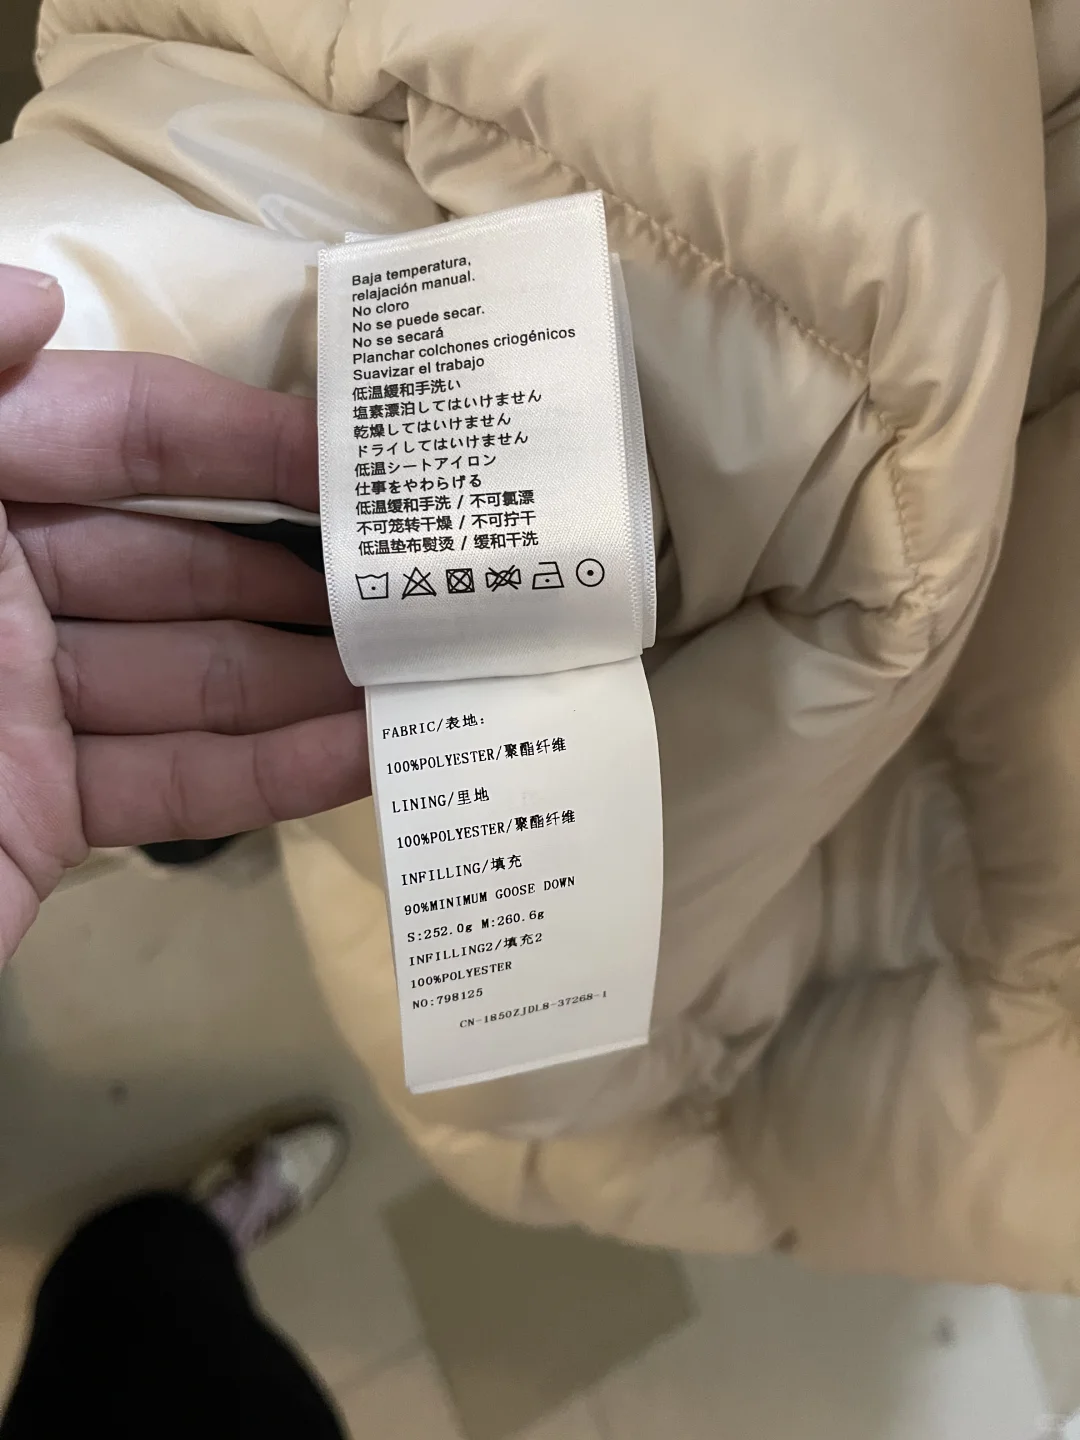 Baja temperatura,
relajación manual.
No cloro
No se puede secar.
No se secará
Planchar colchones criogénicos
Suavizar el trabajo
低温緩和手洗い
塩素漂泊してはいけません
乾燥してはいけません
ドライしてはいけません
低温シートアイロン
仕事をやわらげる
低温缓和手洗 / 不可氯漂
不可笼转干燥 / 不可拧干
低温垫布熨烫 / 缓和干洗
FABRIC/表地:
100%POLYESTER/聚酯纤维
LINING/里地
100%POLYESTER/聚酯纤维
INFILLING/填充
90%MINIMUM GOOSE DOWN
S:252.0g M:260.6g
INFILLING2/填充2
100%POLYESTER
NO:798125
CN-1850ZJDL8-37268-1